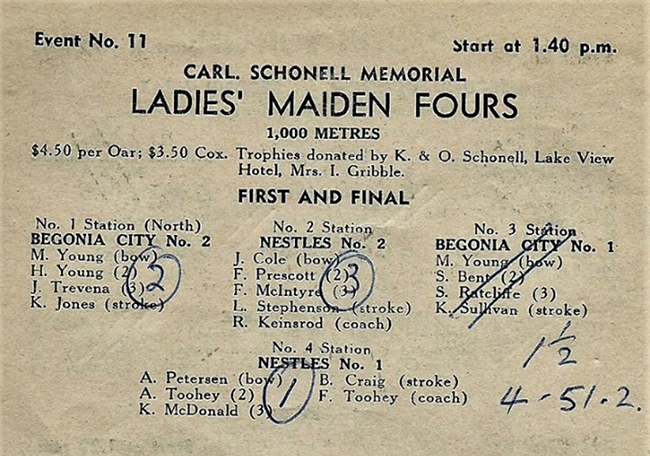 Event No. 11 Start at 1.40 p.m.
CARL. SCHONELL MEMORIAL
LADIES' MAIDEN FOURS
1,000 METRES
$4.50 per Oar; $3.50 Cox. Trophies donated by K. & O. Schonell, Lake View
Hotel, Mrs. I. Gribble.
FIRST AND FINAL
No. 1 Station (North)
BEGONIA CITY No. 2
M. Young (bow)
H. Young (2)
J. Trevena (3)
K. Jones (stroke)
2
No. 2 Station
NESTLES No. 2
J. Cole (bow)
F. Prescott (2)
F. McIntyre (3)
L. Stephenson (stroke)
R. Keinsrod (coach)
3
No. 3 Station
BEGONIA CITY No. 1
M. Young (bow)
S. Bent (2)
S. Ratcliffe (3)
K. Sullivan (stroke)
No. 4 Station
NESTLES No. 1
A. Petersen (bow) B. Craig (stroke)
A. Toohey (2) F. Toohey (coach)
K. McDonald (3)
1
1 1/2
4-51.2.